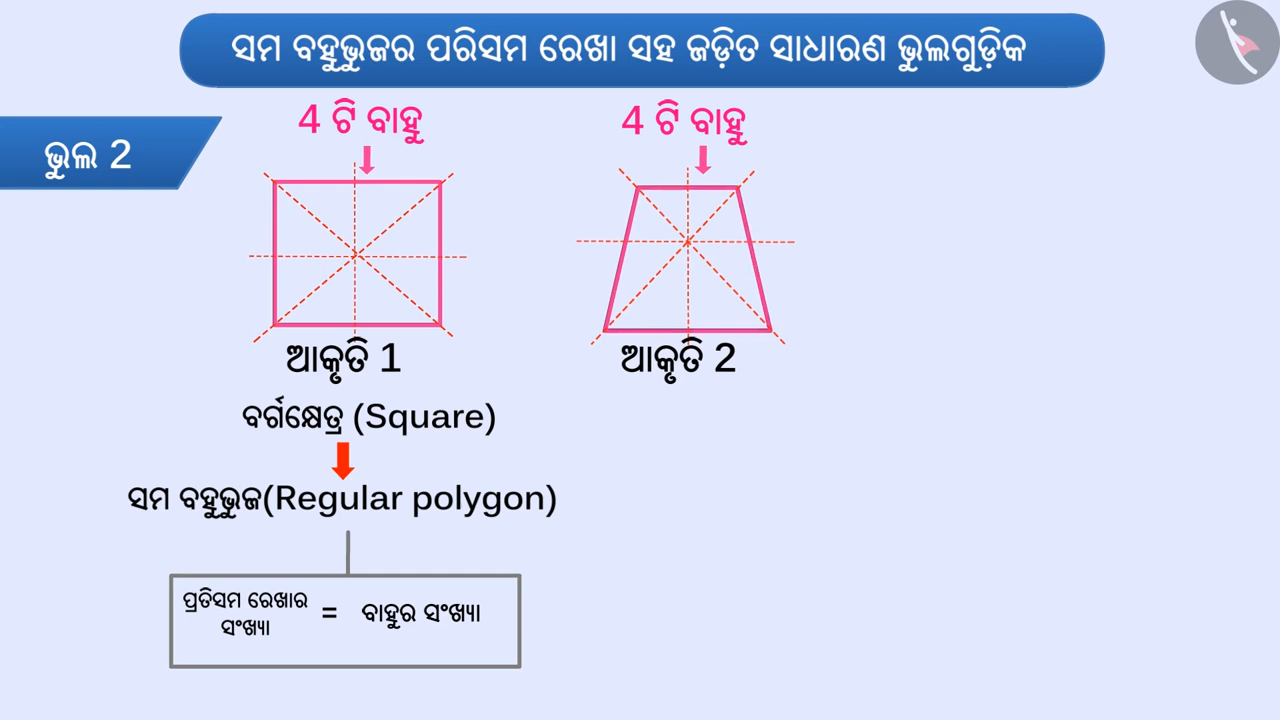 ସମ ବହୁଭୁଜର ପରିସମ ରେଖା ସହ ଜଡ଼ିତ ସାଧାରଣ ଭୁଲଗୁଡ଼ିକ
ଭୁଲ 2
4 ଟି ବାହୁ
4 ଟି ବାହୁ
ଆକୃତି 1
ଆକୃତି 2
ବର୍ଗକ୍ଷେତ୍ର (Square)
ସମ ବହୁଭୁଜ(Regular polygon)
ପ୍ରତିସମ ରେଖାର
ସଂଖ୍ୟା
= ବାହୁର ସଂଖ୍ୟା